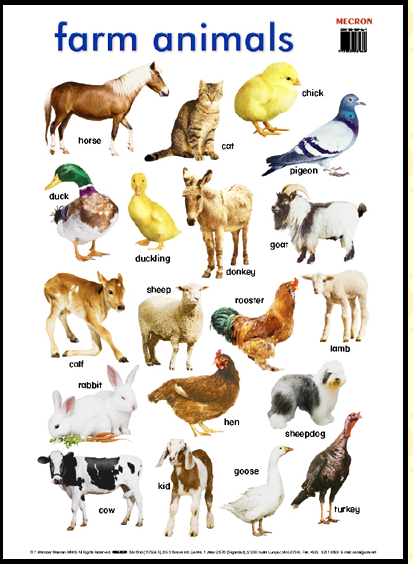 MECRON
farm animals
chick
horse
cat
pigeon
duck
duckling
donkey
goat
sheep
rooster
calf
lamb
rabbit
hen
sheepdog
cow
kid
goose
turkey